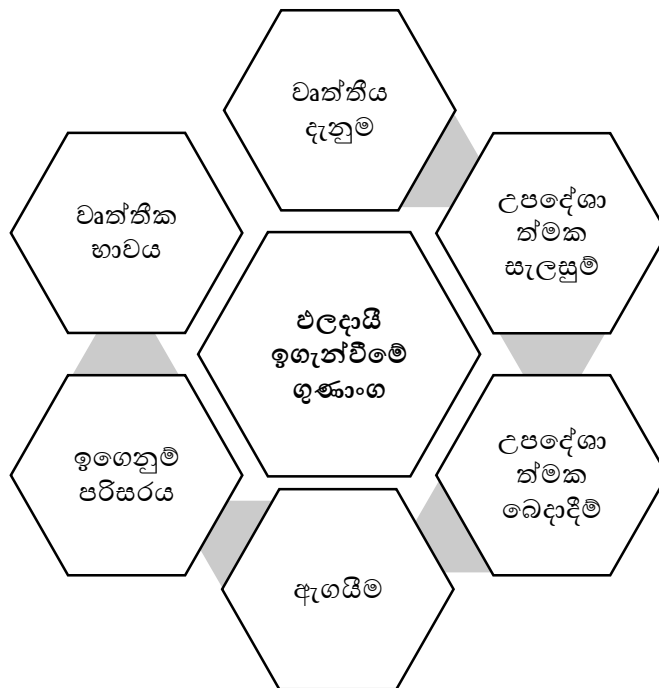 වෘත්තීය
දැනුම
උපදේශා
ත්මක
සැලසුම්
උපදේශා
ත්මක
බෙදාදීම්
ඇගයීම
ඉගෙනුම්
පරිසරය
වෘත්තීක
භාවය
ඵලදායී
ඉගැන්වීමේ
ගුණාංග